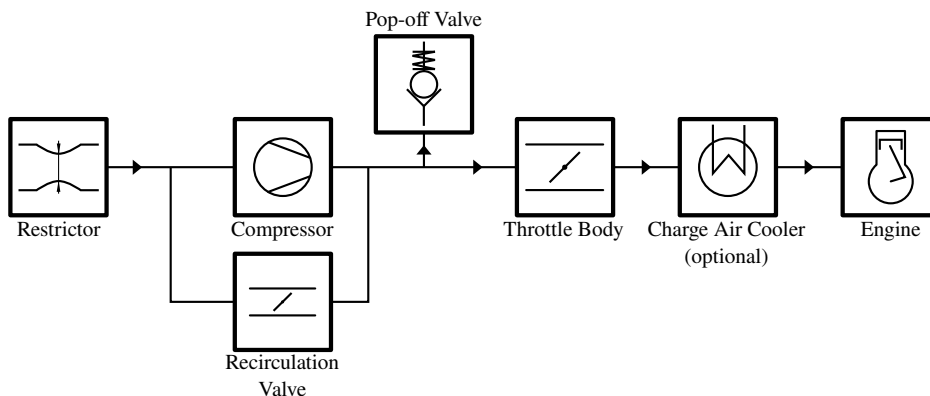 Pop-off Valve
Restrictor
Compressor
Throttle Body
Charge Air Cooler
(optional)
Engine
Recirculation
Valve